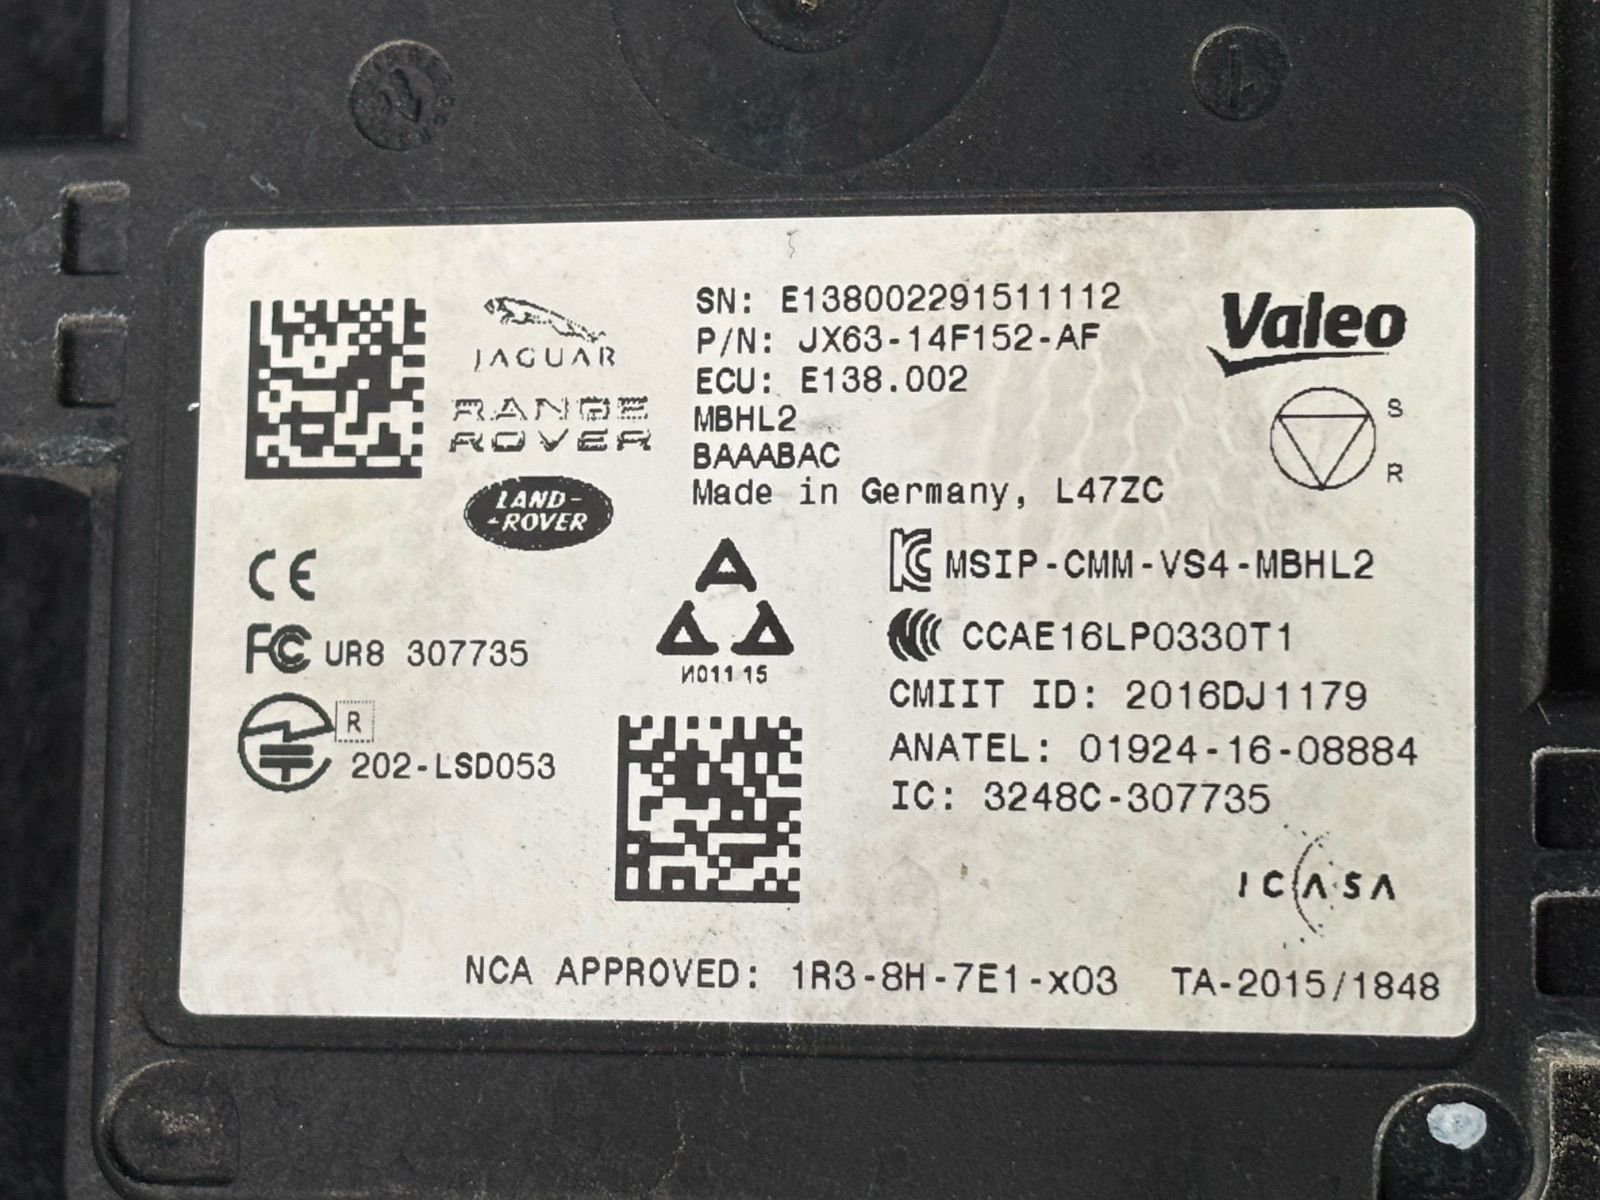 SN: E138002291511112
P/N: JX63-14F152-AF
ECU: E138.002
MBHL2
BAAABAC
Made in Germany, L47ZC
Valeo
S
R
JAGUAR
RANGE
ROVER
LAND-
-ROVER
CE
FC UR8 307735
R
202-LSD053
A
A A
N011 15
KC MSIP-CMM-VS4-MBHL2
CCAE16LP0330T1
CMIIT ID: 2016DJ1179
ANATEL: 01924-16-08884
IC: 3248C-307735
ICASA
NCA APPROVED: 1R3-8H-7E1-x03 TA-2015/1848